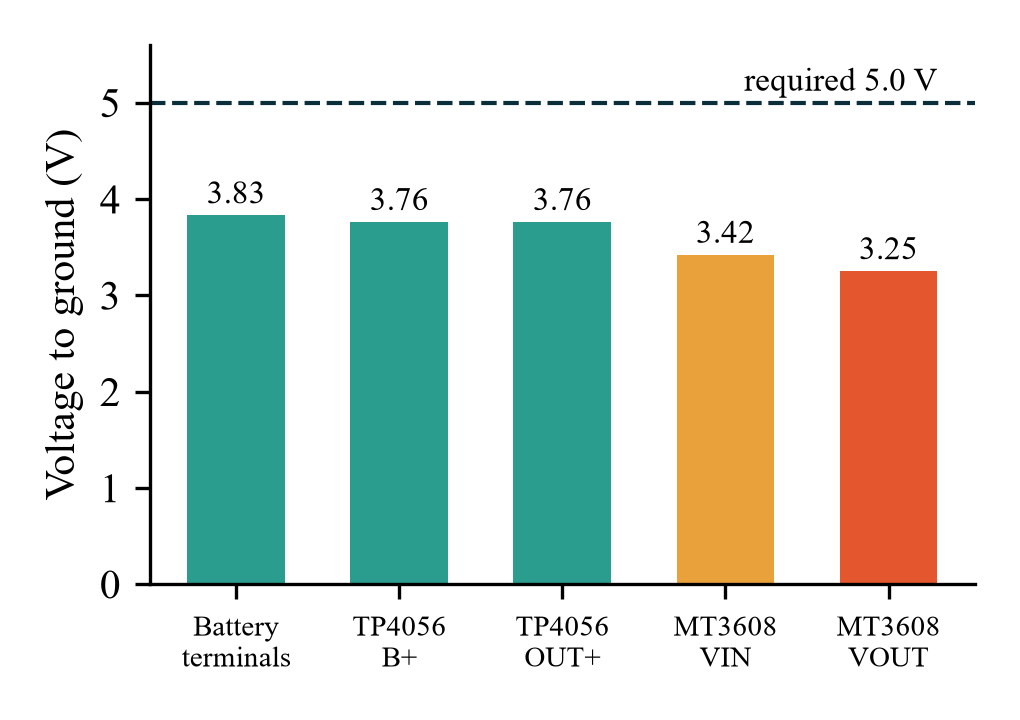 required 5.0 V
Voltage to ground (V)
5
4
3
2
1
0
3.83
3.76
3.76
3.42
3.25
Battery
terminals
TP4056
B+
TP4056
OUT+
MT3608
VIN
MT3608
VOUT